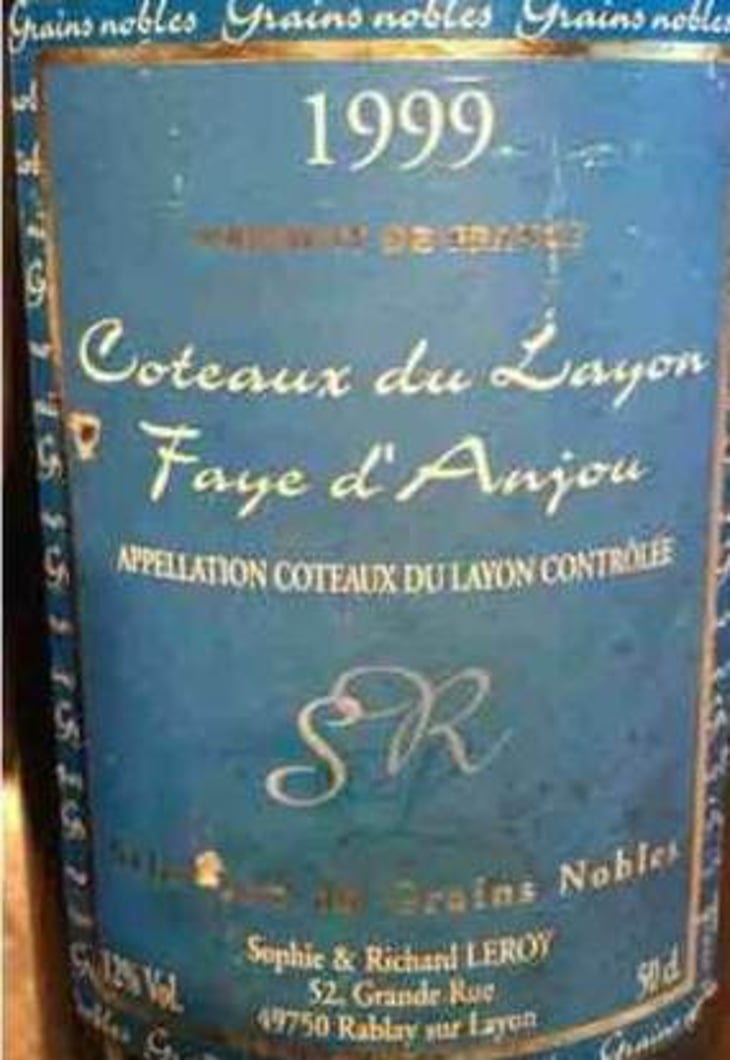 Grains nobles Grains nobles Grains nobles
1999
Coteaux du Layon
Faye d'Anjou
APPELLATION COTEAUX DU LAYON CONTRÔLÉE
SR
Grains Nobles
Sophie & Richard LEROY
12% Vol. 52, Grande Rue 50 cl
49750 Rablay sur Layon